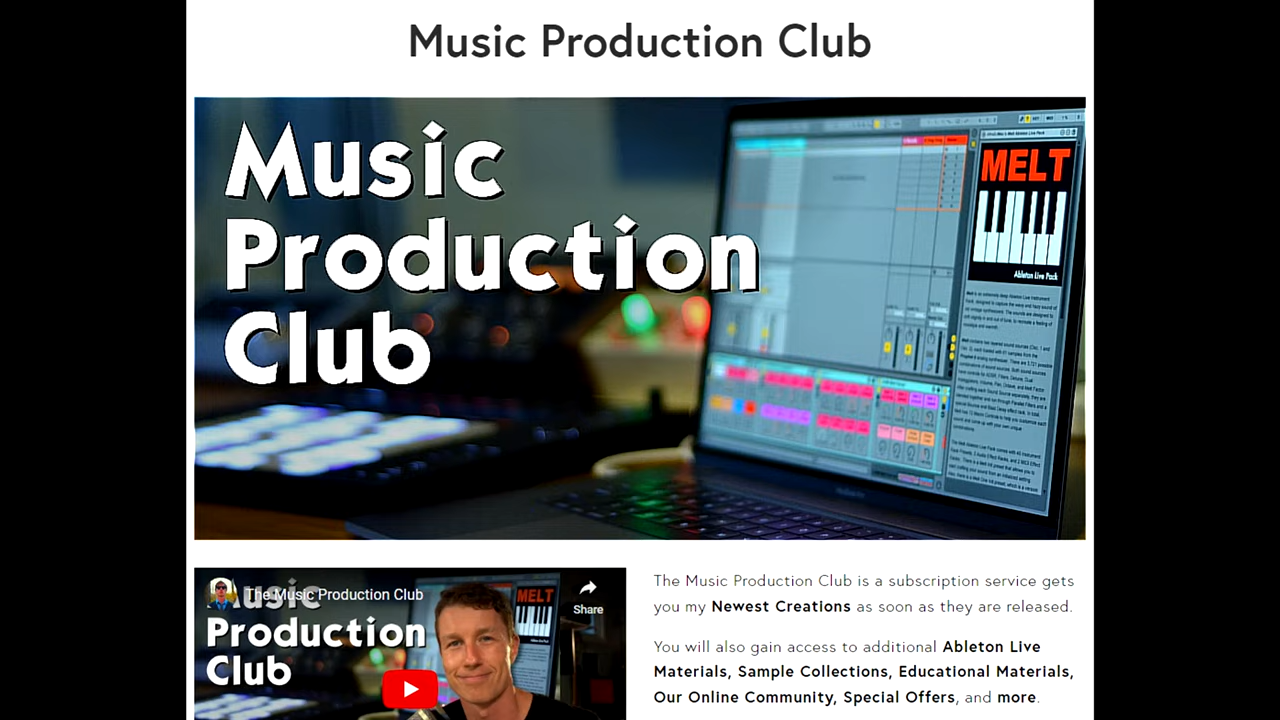 Music Production Club
Music
Production
Club
MELT
Ableton Live Pack
Music
The Music Production Club
Share
MELT
Production
Club
The Music Production Club is a subscription service gets
you my Newest Creations as soon as they are released.
You will also gain access to additional Ableton Live
Materials, Sample Collections, Educational Materials,
Our Online Community, Special Offers, and more.